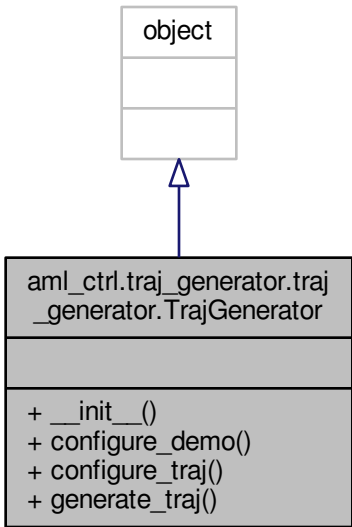 object
aml_ctrl.traj_generator.traj
_generator.TrajGenerator
+ __init__()
+ configure_demo()
+ configure_traj()
+ generate_traj()